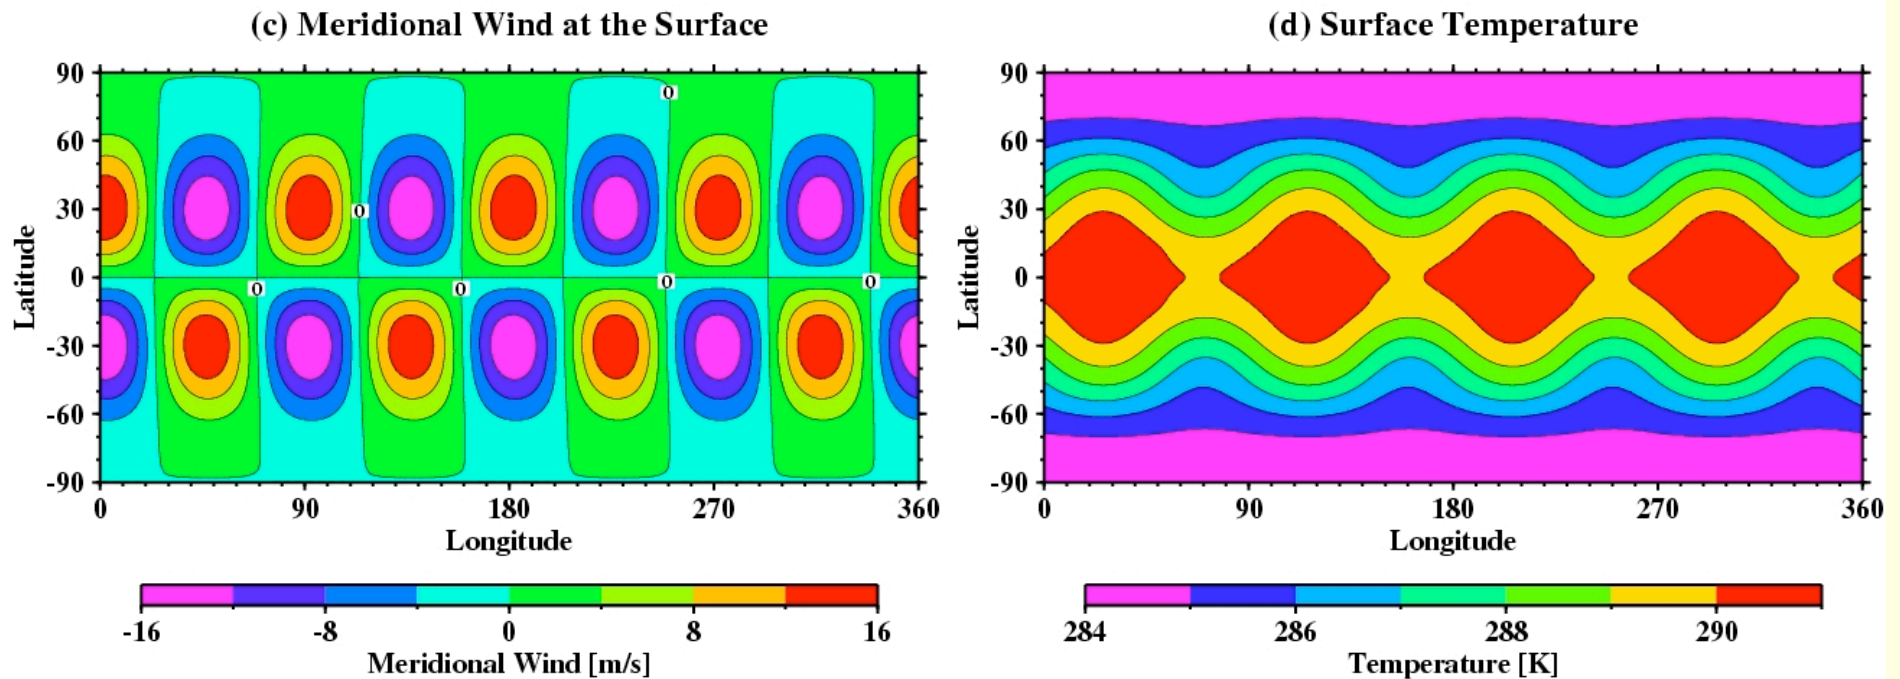 (c) Meridional Wind at the Surface
90
60
30
0
-30
-60
-90
Latitude
0
0
0
0
0
0
0 90 180 270 360
Longitude
-16 -8 0 8 16
Meridional Wind [m/s]
(d) Surface Temperature
90
60
30
0
-30
-60
-90
Latitude
0 90 180 270 360
Longitude
284 286 288 290
Temperature [K]